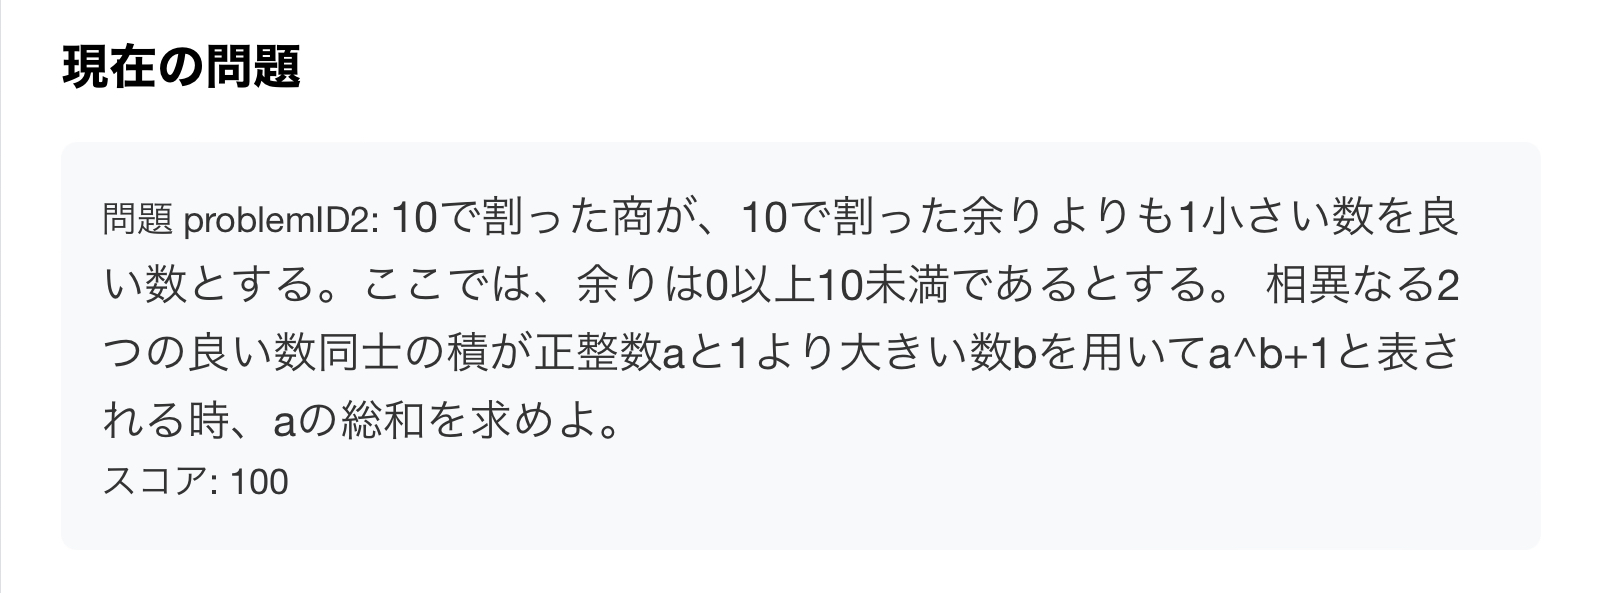 現在の問題
問題 problemID2: 10で割った商が、10で割った余りよりも1小さい数を良
い数とする。ここでは、余りは0以上10未満であるとする。 相異なる2
つの良い数同士の積が正整数aと1より大きい数bを用いてa^b+1と表さ
れる時、aの総和を求めよ。
スコア: 100